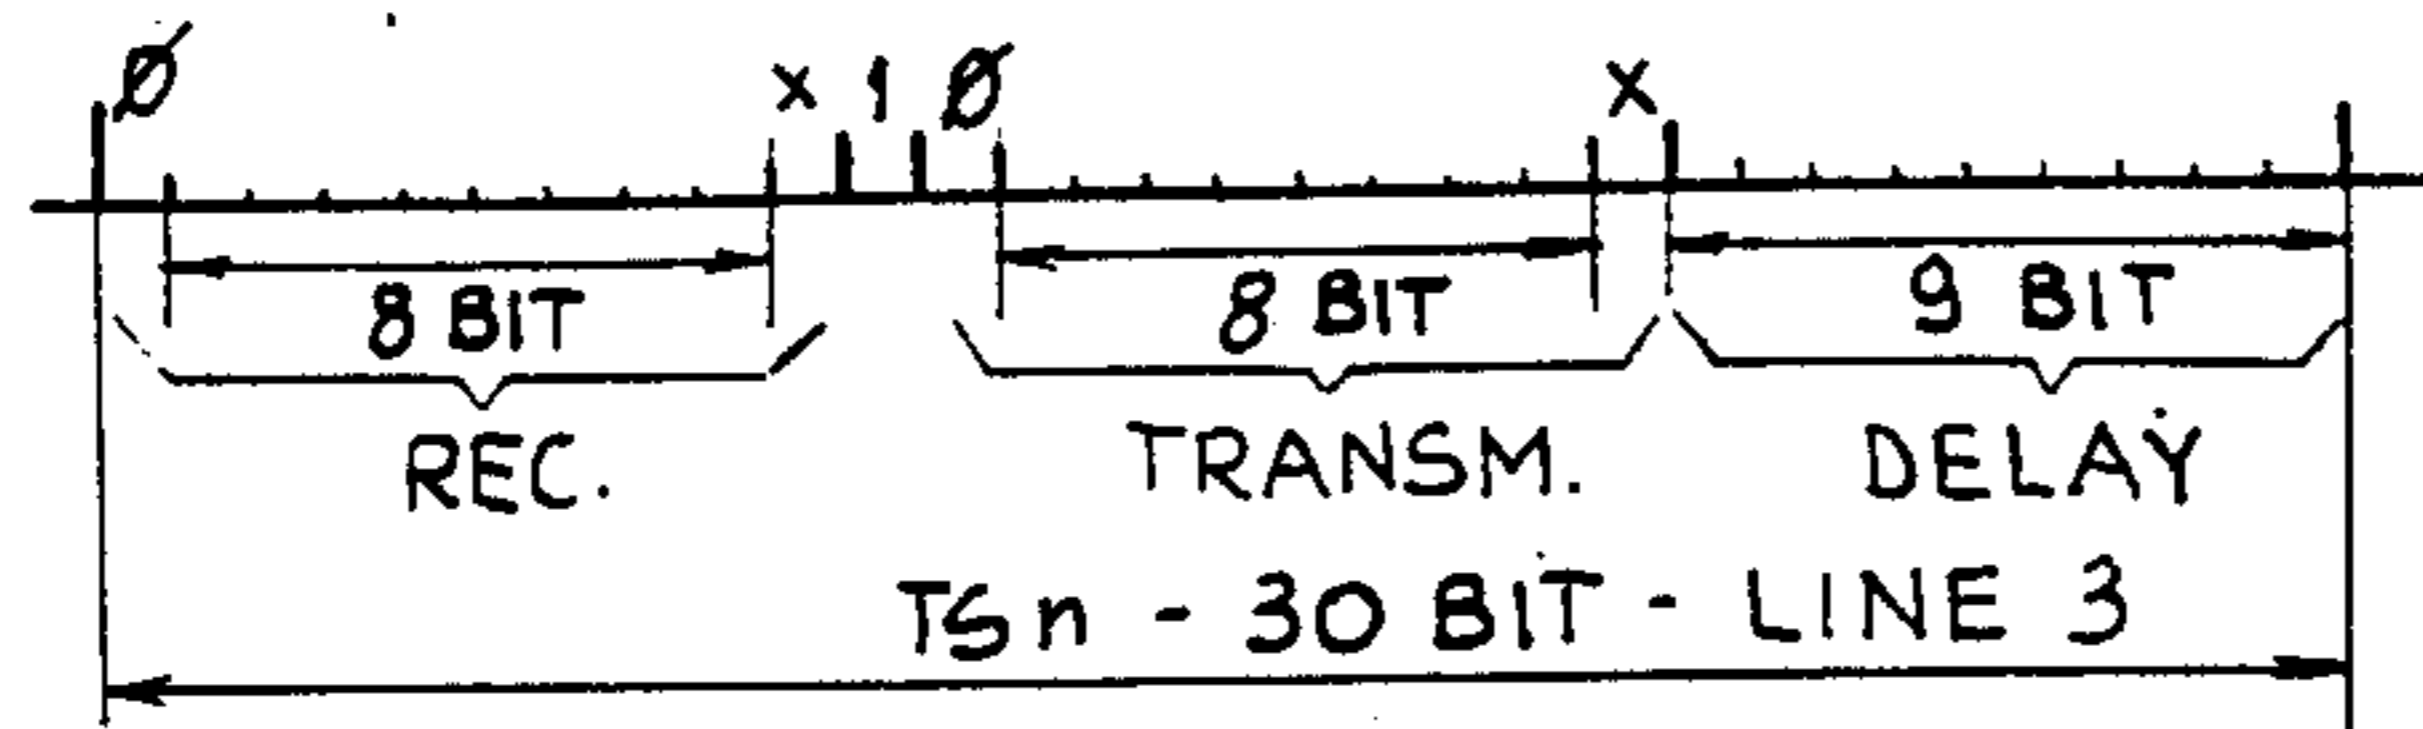 Ø x 1 Ø x
8 BIT 8 BIT 9 BIT
REC. TRANSM. DELAY
TSn - 30 BIT - LINE 3